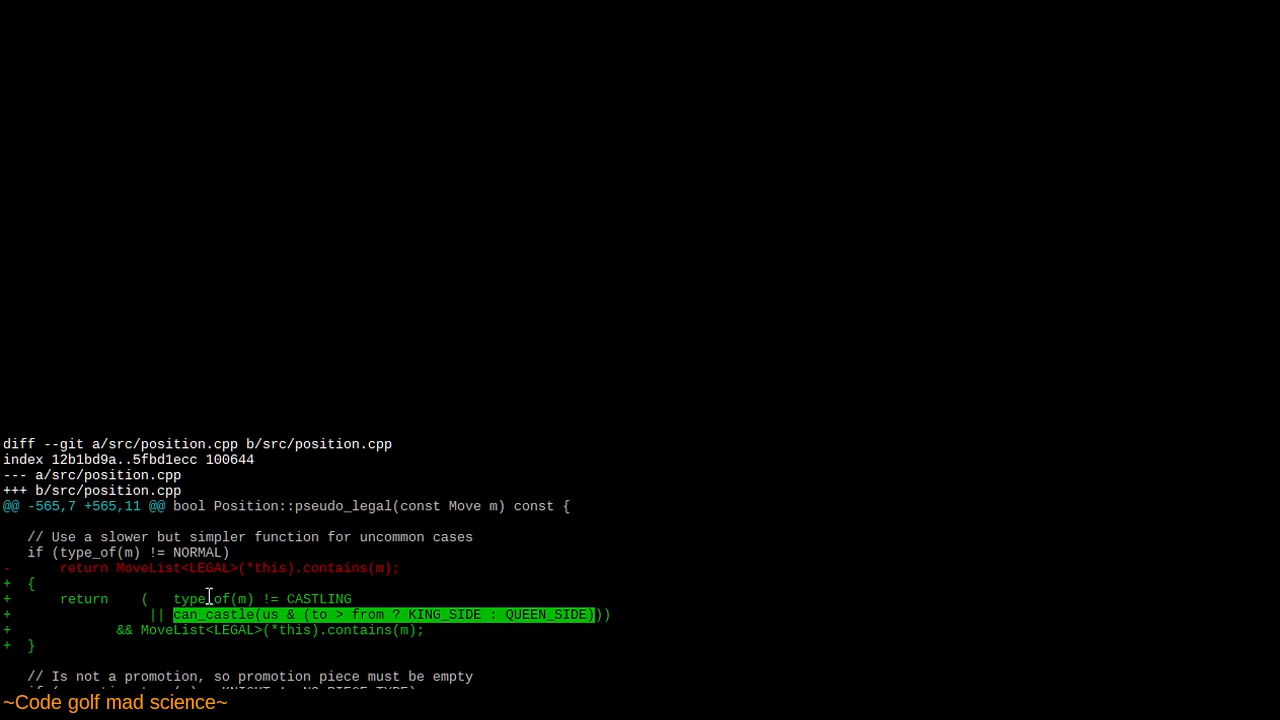 diff --git a/src/position.cpp b/src/position.cpp
index 12b1bd9a..5fbd1ecc 100644
--- a/src/position.cpp
+++ b/src/position.cpp
@@ -565,7 +565,11 @@ bool Position::pseudo_legal(const Move m) const {
   // Use a slower but simpler function for uncommon cases
   if (type_of(m) != NORMAL)
-      return MoveList<LEGAL>(*this).contains(m);
+  {
+      return    (   type_of(m) != CASTLING
+                 || can_castle(us & (to > from ? KING_SIDE : QUEEN_SIDE)))
+             && MoveList<LEGAL>(*this).contains(m);
+  }
   // Is not a promotion, so promotion piece must be empty
~Code golf mad science~